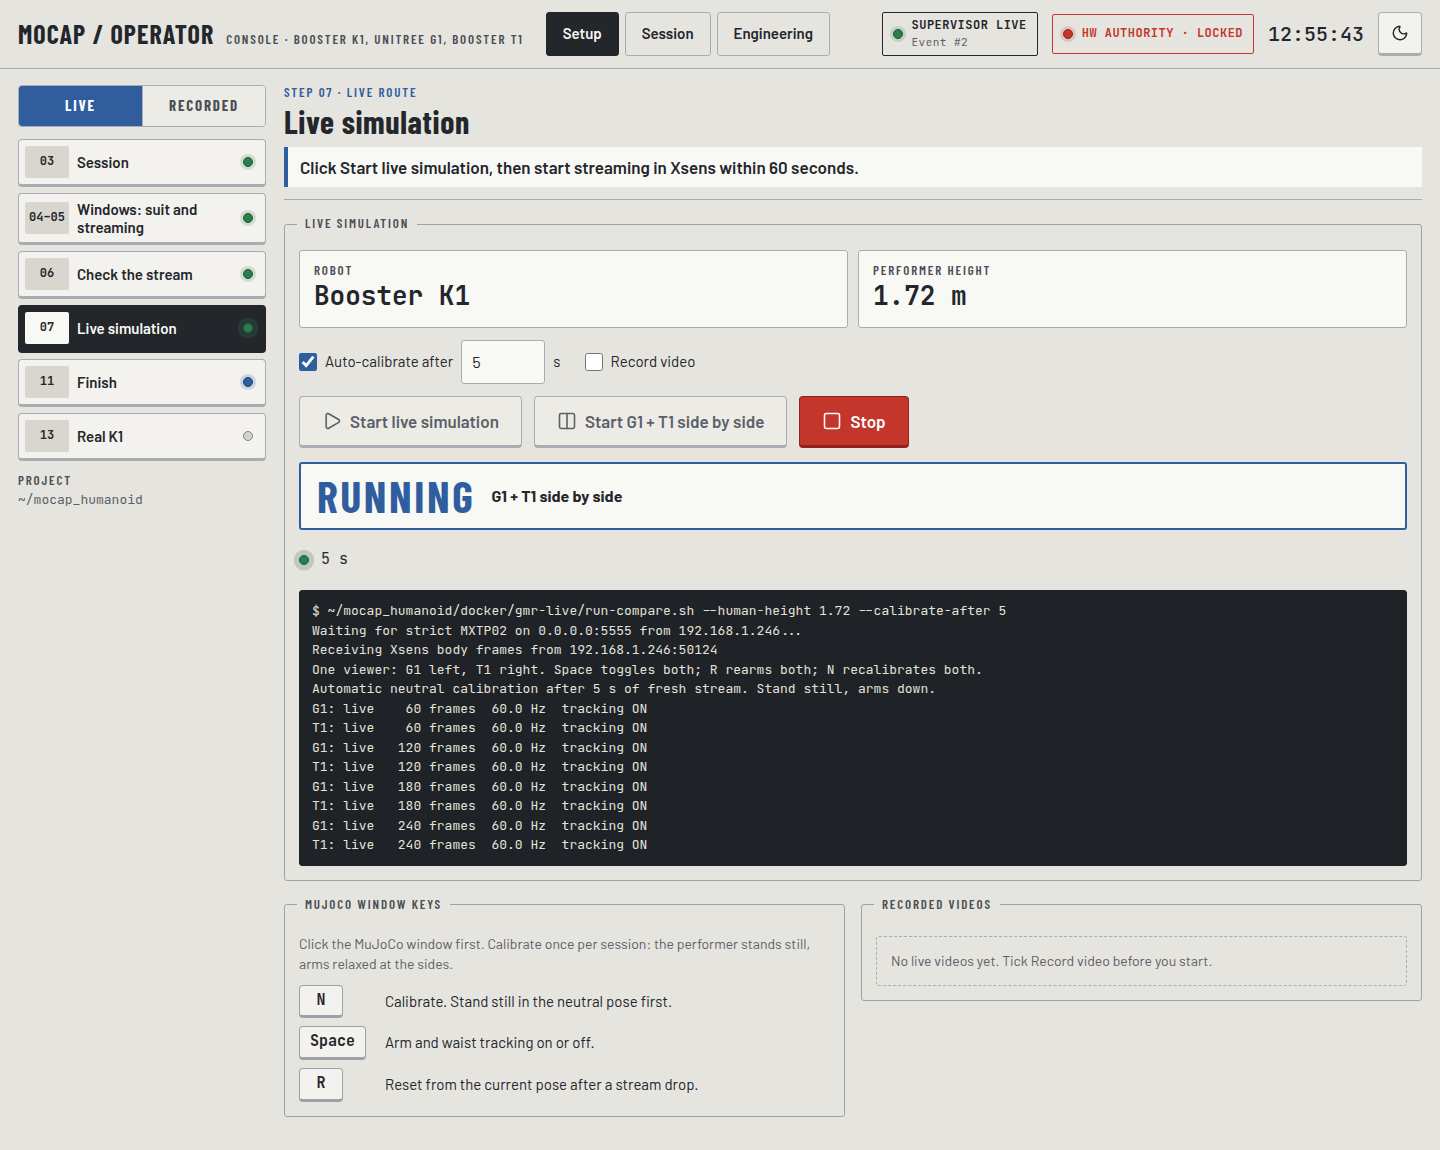 MOCAP / OPERATOR
CONSOLE · BOOSTER K1, UNITREE G1, BOOSTER T1
Setup
Session
Engineering
SUPERVISOR LIVE
Event #2
HW AUTHORITY · LOCKED
12:55:43
LIVE
RECORDED
03
Session
04–05
Windows: suit and
streaming
06
Check the stream
07
Live simulation
11
Finish
13
Real K1
PROJECT
~/mocap_humanoid
STEP 07 · LIVE ROUTE
Live simulation
Click Start live simulation, then start streaming in Xsens within 60 seconds.
LIVE SIMULATION
ROBOT
Booster K1
PERFORMER HEIGHT
1.72 m
Auto-calibrate after
5
s
Record video
Start live simulation
Start G1 + T1 side by side
Stop
RUNNING
G1 + T1 side by side
5 s
$ ~/mocap_humanoid/docker/gmr-live/run-compare.sh --human-height 1.72 --calibrate-after 5
Waiting for strict MXTP02 on 0.0.0.0:5555 from 192.168.1.246...
Receiving Xsens body frames from 192.168.1.246:50124
One viewer: G1 left, T1 right. Space toggles both; R rearms both; N recalibrates both.
Automatic neutral calibration after 5 s of fresh stream. Stand still, arms down.
G1: live    60 frames  60.0 Hz  tracking ON
T1: live    60 frames  60.0 Hz  tracking ON
G1: live   120 frames  60.0 Hz  tracking ON
T1: live   120 frames  60.0 Hz  tracking ON
G1: live   180 frames  60.0 Hz  tracking ON
T1: live   180 frames  60.0 Hz  tracking ON
G1: live   240 frames  60.0 Hz  tracking ON
T1: live   240 frames  60.0 Hz  tracking ON
MUJOCO WINDOW KEYS
Click the MuJoCo window first. Calibrate once per session: the performer stands still,
arms relaxed at the sides.
N
Calibrate. Stand still in the neutral pose first.
Space
Arm and waist tracking on or off.
R
Reset from the current pose after a stream drop.
RECORDED VIDEOS
No live videos yet. Tick Record video before you start.